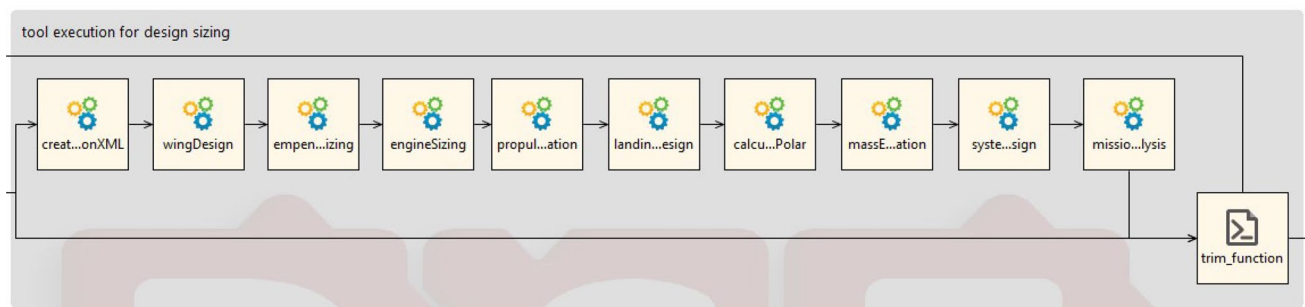 tool execution for design sizing
creat...onXML
wingDesign
empen...izing
engineSizing
propul...ation
landin...esign
calcu...Polar
massE...ation
syste...sign
missio...lysis
trim_function